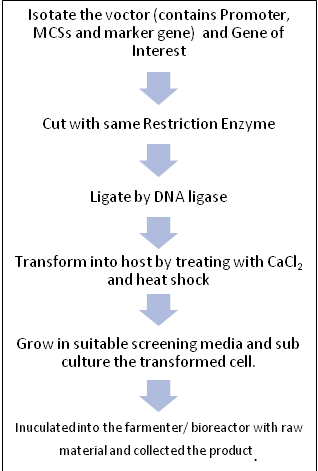 Isotate the voctor (contains Promoter,
MCSs and marker gene)  and Gene of
Interest
Cut with same Restriction Enzyme
Ligate by DNA ligase
Transform into host by treating with CaCl₂
and heat shock
Grow in suitable screening media and sub
culture the transformed cell.
Inuculated into the farmenter/ bioreactor with raw
material and collected the product.